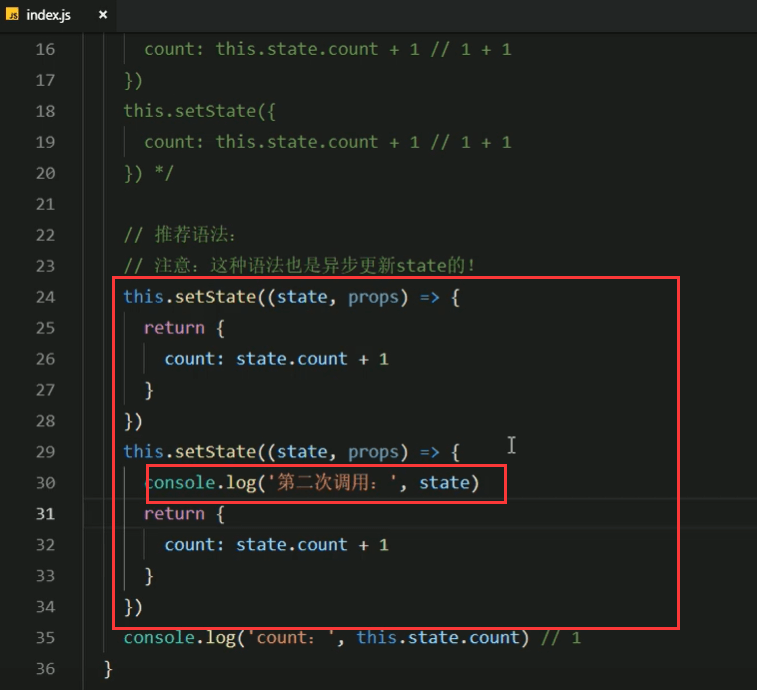 JS index.js ×
16 count: this.state.count + 1 // 1 + 1
17 })
18 this.setState({
19 count: this.state.count + 1 // 1 + 1
20 }) */
21
22 // 推荐语法：
23 // 注意：这种语法也是异步更新state的！
24 this.setState((state, props) => {
25 return {
26 count: state.count + 1
27 }
28 })
29 this.setState((state, props) => {
30 console.log('第二次调用：', state)
31 return {
32 count: state.count + 1
33 }
34 })
35 console.log('count：', this.state.count) // 1
36 }